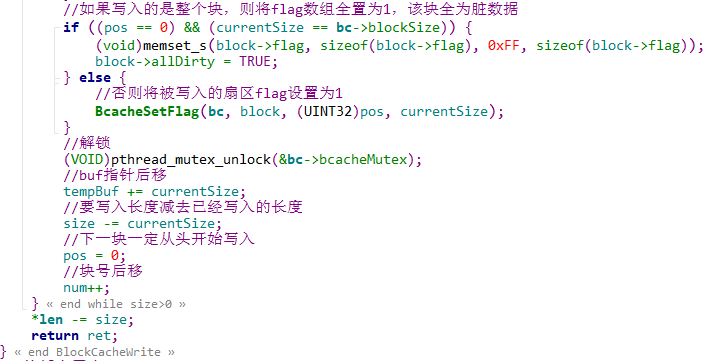 //如果写入的是整个块，则将flag数组全置为1，该块全为脏数据
if ((pos == 0) && (currentSize == bc->blockSize)) {
(void)memset_s(block->flag, sizeof(block->flag), 0xFF, sizeof(block->flag));
block->allDirty = TRUE;
} else {
//否则将被写入的扇区flag设置为1
BcacheSetFlag(bc, block, (UINT32)pos, currentSize);
}
//解锁
(VOID)pthread_mutex_unlock(&bc->bcacheMutex);
//buf指针后移
tempBuf += currentSize;
//要写入长度减去已经写入的长度
size -= currentSize;
//下一块一定从头开始写入
pos = 0;
//块号后移
num++;
} « end while size>0 »
*len -= size;
return ret;
} « end BlockCacheWrite »